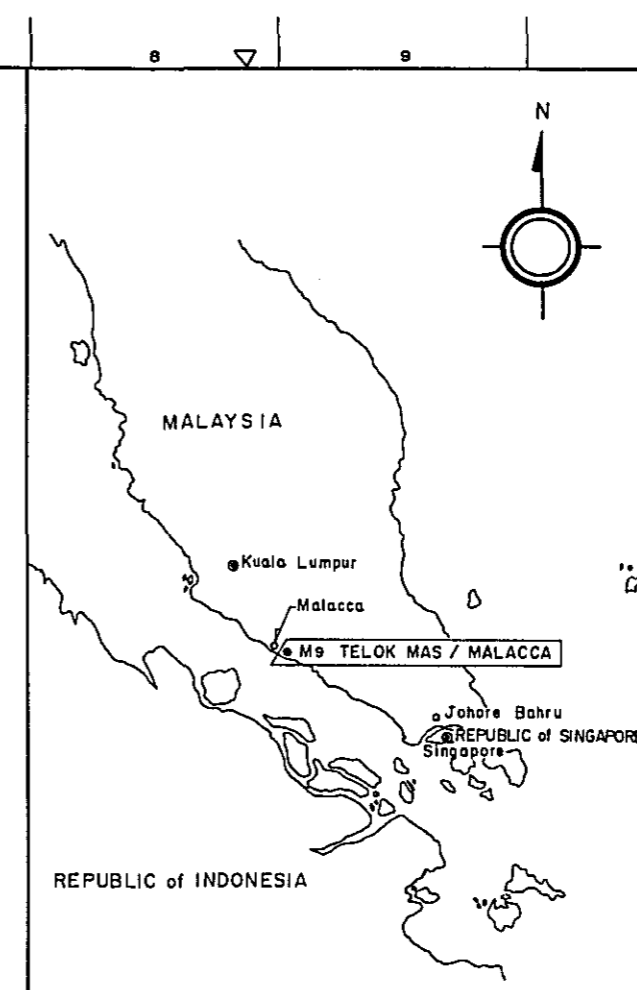 8
9
N
MALAYSIA
Kuala Lumpur
Malacca
M9 TELOK MAS / MALACCA
Johore Bahru
REPUBLIC of SINGAPORE
Singapore
REPUBLIC of INDONESIA